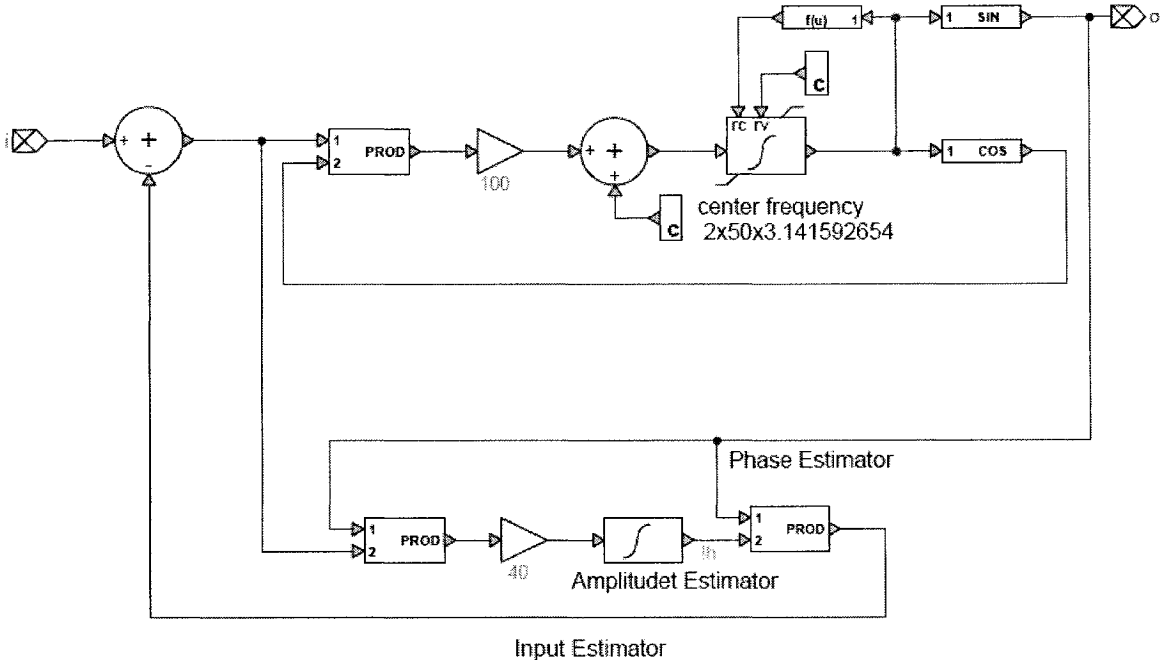 f(u) 1
1 SIN
o
C
i
+ +
-
rc rv
1
2 PROD
100
+ +
+
1 COS
C
center frequency
2x50x3.141592654
Phase Estimator
1
2 PROD
40
Ih
1
2 PROD
Amplitudet Estimator
Input Estimator